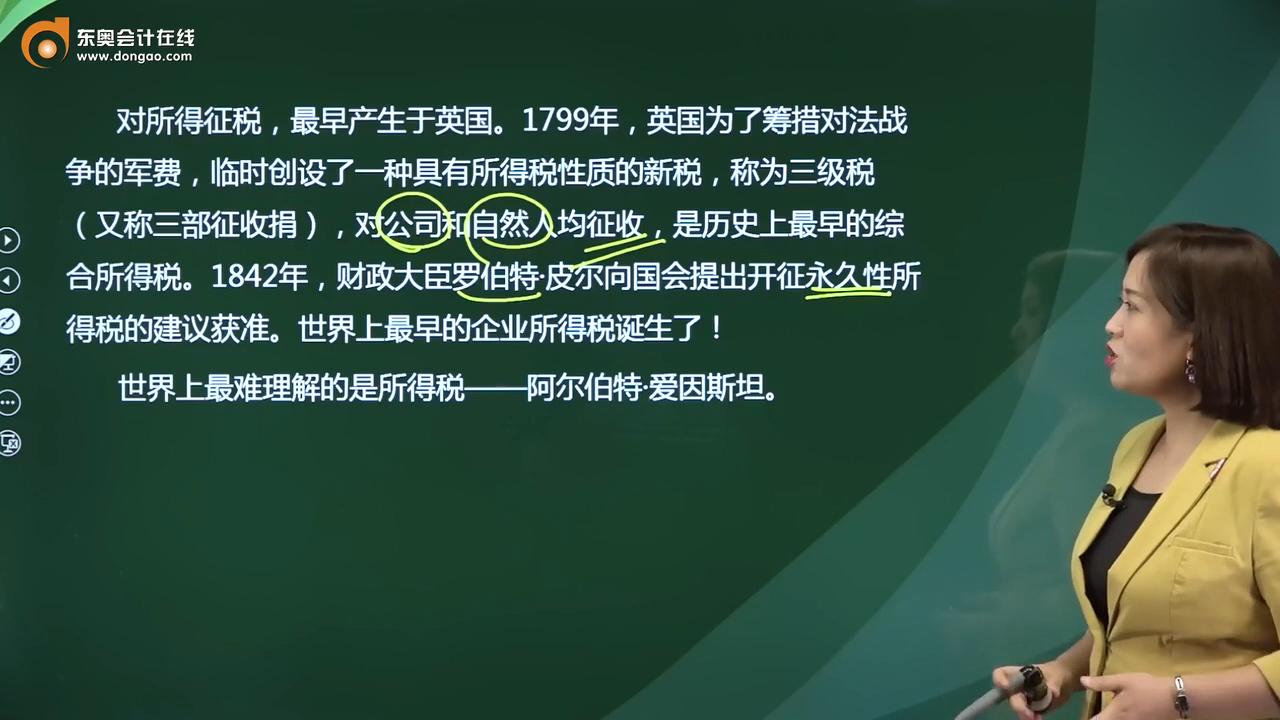 东奥会计在线
www.dongao.com
对所得征税，最早产生于英国。1799年，英国为了筹措对法战
争的军费，临时创设了一种具有所得税性质的新税，称为三级税
（又称三部征收捐），对公司和自然人均征收，是历史上最早的综
合所得税。1842年，财政大臣罗伯特·皮尔向国会提出开征永久性所
得税的建议获准。世界上最早的企业所得税诞生了！
世界上最难理解的是所得税——阿尔伯特·爱因斯坦。